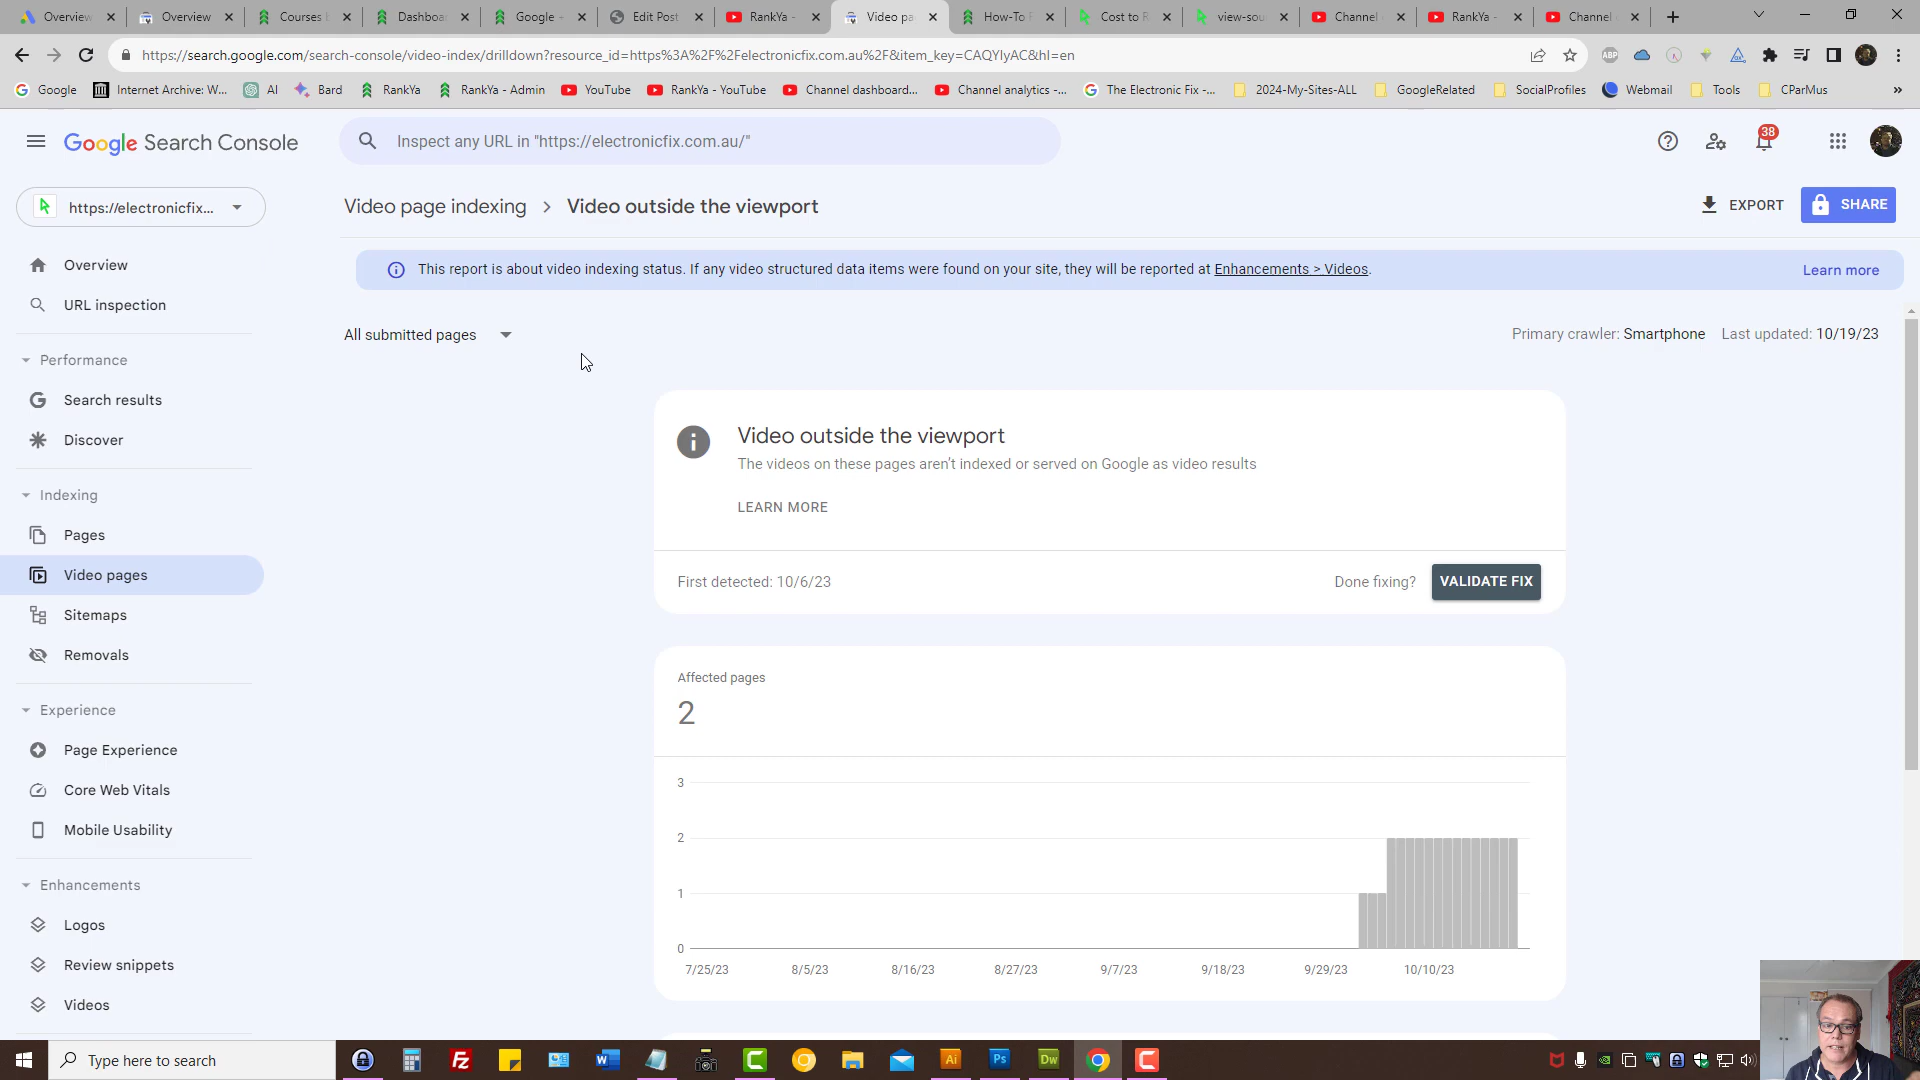 Overview
Overview
Courses
Dashboa
Google
Edit Post
RankYa -
Video pa
How-To
Cost to R
view-sou
Channel
RankYa -
Channel
https://search.google.com/search-console/video-index/drilldown?resource_id=https%3A%2F%2Felectronicfix.com.au%2F&item_key=CAQYIyAC&hl=en
Google
Internet Archive: W...
AI
Bard
RankYa
RankYa - Admin
YouTube
RankYa - YouTube
Channel dashboard...
Channel analytics -...
The Electronic Fix -...
2024-My-Sites-ALL
GoogleRelated
SocialProfiles
Webmail
Tools
CParMus
»
Google Search Console
Inspect any URL in "https://electronicfix.com.au/"
38
https://electronicfix...
Video page indexing > Video outside the viewport
EXPORT
SHARE
This report is about video indexing status. If any video structured data items were found on your site, they will be reported at Enhancements > Videos.
Learn more
Overview
URL inspection
Performance
Search results
Discover
Indexing
Pages
Video pages
Sitemaps
Removals
Experience
Page Experience
Core Web Vitals
Mobile Usability
Enhancements
Logos
Review snippets
Videos
All submitted pages
Primary crawler: Smartphone
Last updated: 10/19/23
Video outside the viewport
The videos on these pages aren't indexed or served on Google as video results
LEARN MORE
First detected: 10/6/23
Done fixing?
VALIDATE FIX
Affected pages
2
3
2
1
0
7/25/23
8/5/23
8/16/23
8/27/23
9/7/23
9/18/23
9/29/23
10/10/23
Type here to search
Fz
Ai
Ps
Dw